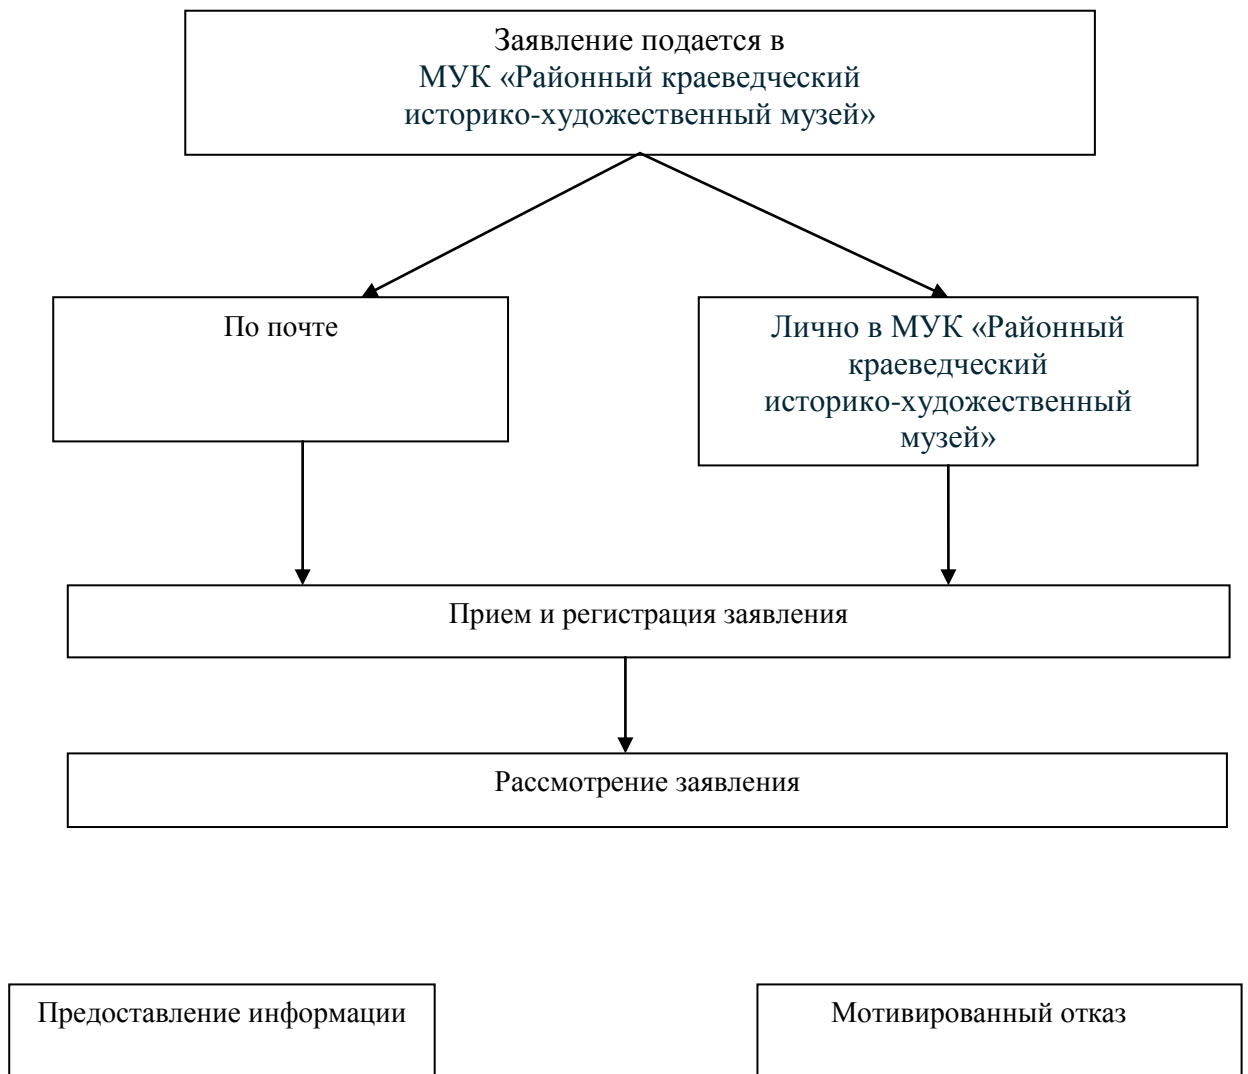 Заявление подается в
МУК «Районный краеведческий
историко-художественный музей»
По почте
Лично в МУК «Районный
краеведческий
историко-художественный
музей»
Прием и регистрация заявления
Рассмотрение заявления
Предоставление информации
Мотивированный отказ